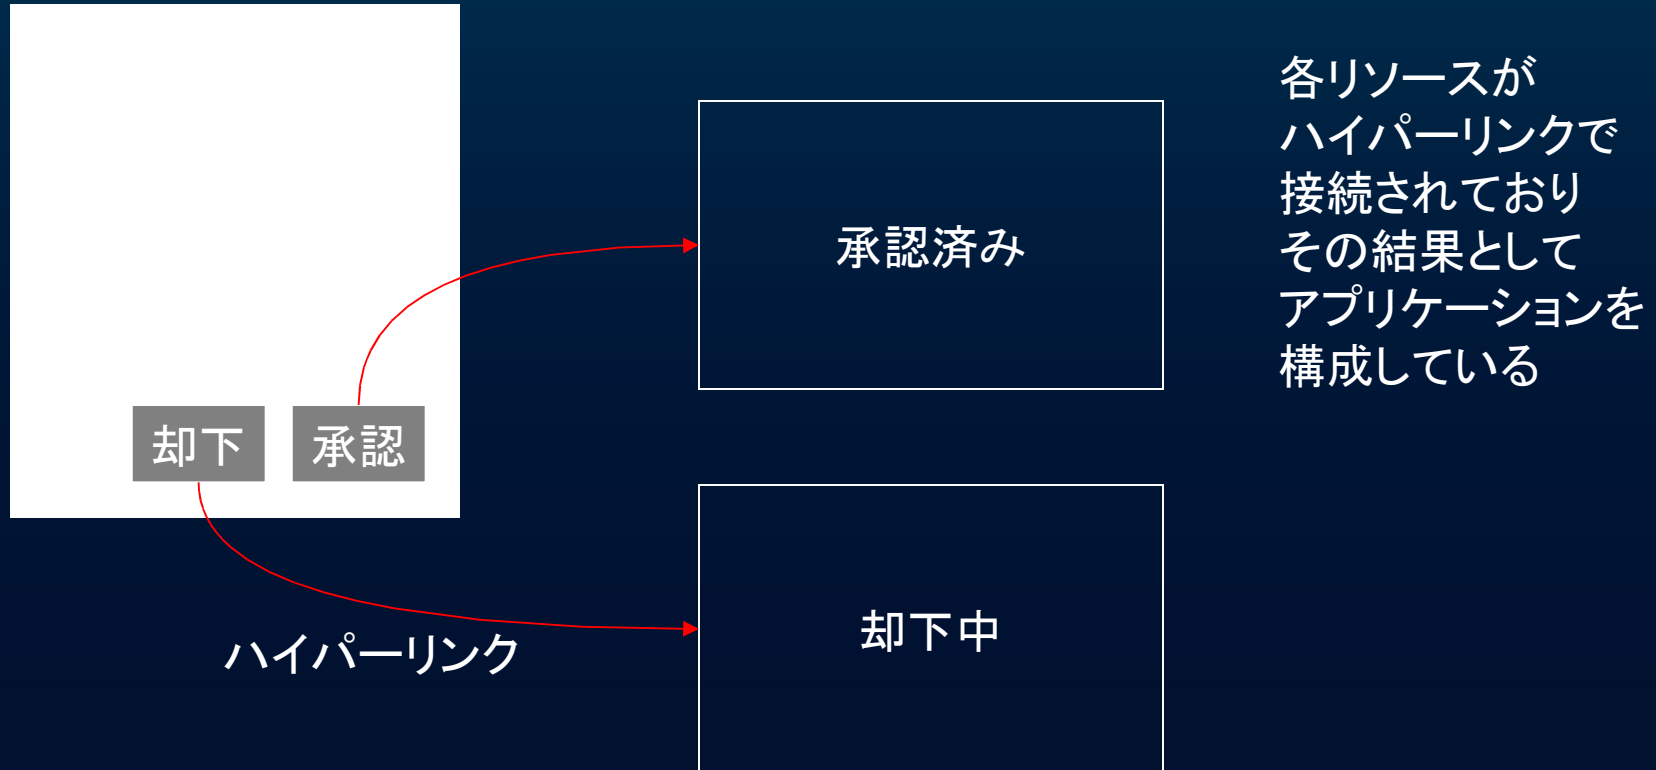 却下
承認
ハイパーリンク
承認済み
却下中
各リソースが
ハイパーリンクで
接続されており
その結果として
アプリケーションを
構成している